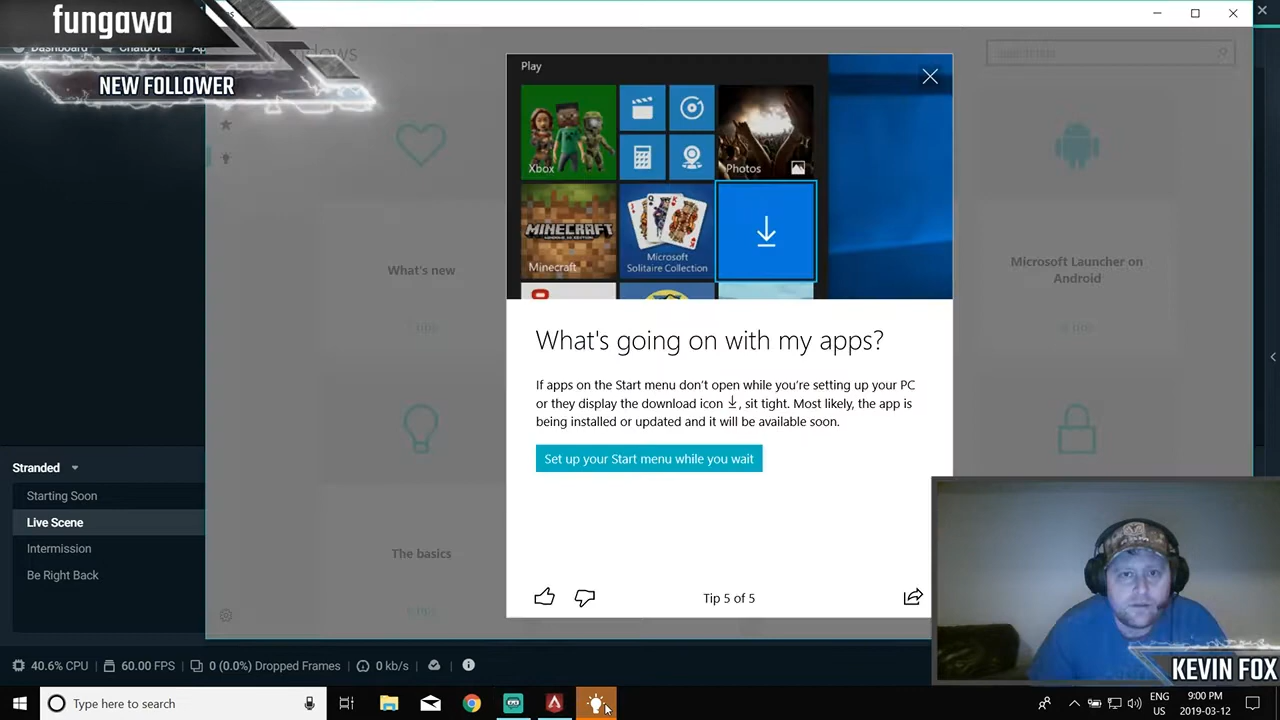 fungawa
NEW FOLLOWER
Dashboard
Chatbot
Play
Xbox
Photos
MINECRAFT
Minecraft
Microsoft
Solitaire Collection
What's new
Microsoft Launcher on
Android
What's going on with my apps?
If apps on the Start menu don't open while you're setting up your PC
or they display the download icon , sit tight. Most likely, the app is
being installed or updated and it will be available soon.
Set up your Start menu while you wait
Stranded
Starting Soon
Live Scene
Intermission
Be Right Back
The basics
Tip 5 of 5
KEVIN FOX
40.6% CPU
60.00 FPS
0 (0.0%) Dropped Frames
0 kb/s
Type here to search
ENG
US
9:00 PM
2019-03-12